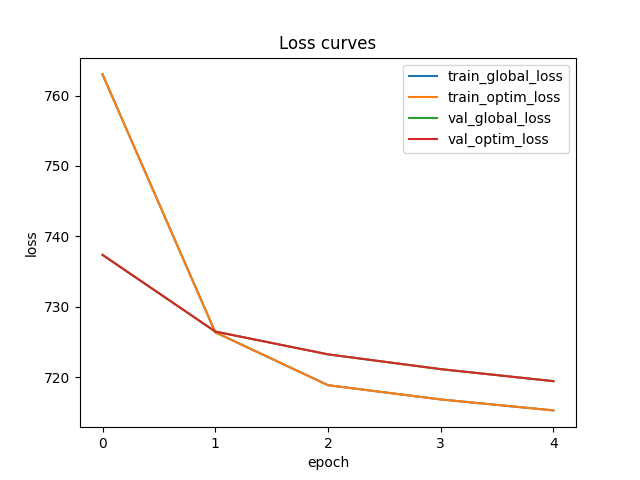 Loss curves
train_global_loss
train_optim_loss
val_global_loss
val_optim_loss
760
750
740
730
720
loss
0 1 2 3 4
epoch